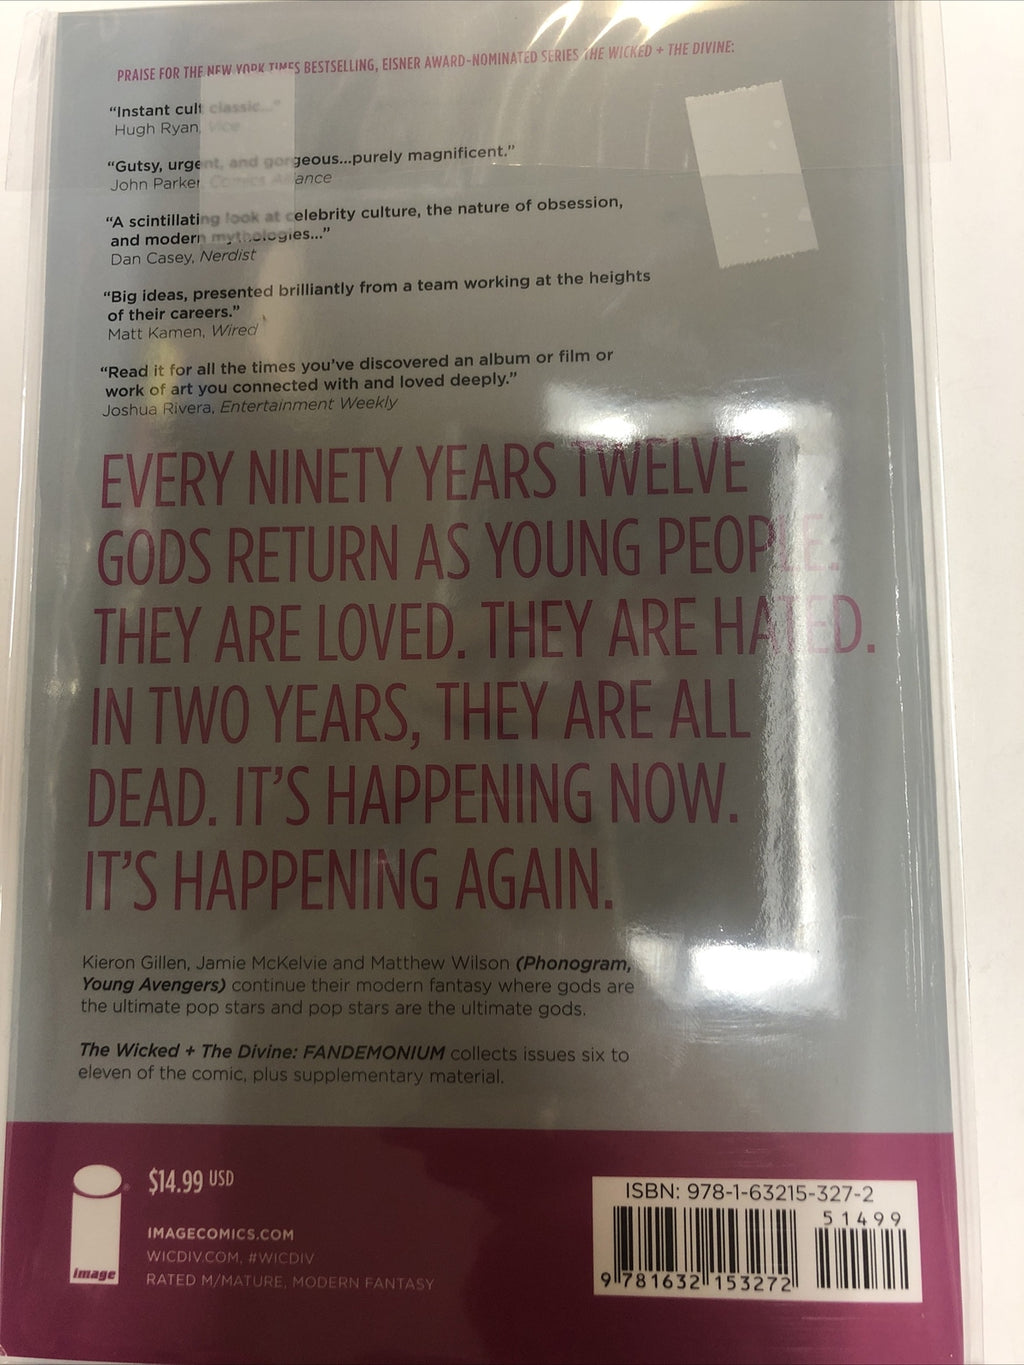 PRAISE FOR THE NEW YORK TIMES BESTSELLING, EISNER AWARD-NOMINATED SERIES THE WICKED + THE DIVINE:
“Instant cult classic...”
Hugh Ryan, Vice
“Gutsy, urgent, and gorgeous...purely magnificent.”
John Parker, Comics Alliance
“A scintillating look at celebrity culture, the nature of obsession,
and modern mythologies...”
Dan Casey, Nerdist
“Big ideas, presented brilliantly from a team working at the heights
of their careers.”
Matt Kamen, Wired
“Read it for all the times you’ve discovered an album or film or
work of art you connected with and loved deeply.”
Joshua Rivera, Entertainment Weekly
EVERY NINETY YEARS TWELVE
GODS RETURN AS YOUNG PEOPLE.
THEY ARE LOVED. THEY ARE HATED.
IN TWO YEARS, THEY ARE ALL
DEAD. IT’S HAPPENING NOW.
IT’S HAPPENING AGAIN.
Kieron Gillen, Jamie McKelvie and Matthew Wilson (Phonogram,
Young Avengers) continue their modern fantasy where gods are
the ultimate pop stars and pop stars are the ultimate gods.
The Wicked + The Divine: FANDEMONIUM collects issues six to
eleven of the comic, plus supplementary material.
$14.99 USD
IMAGECOMICS.COM
WICDIV.COM, #WICDIV
RATED M/MATURE, MODERN FANTASY
image
ISBN: 978-1-63215-327-2
51499
9 781632 153272